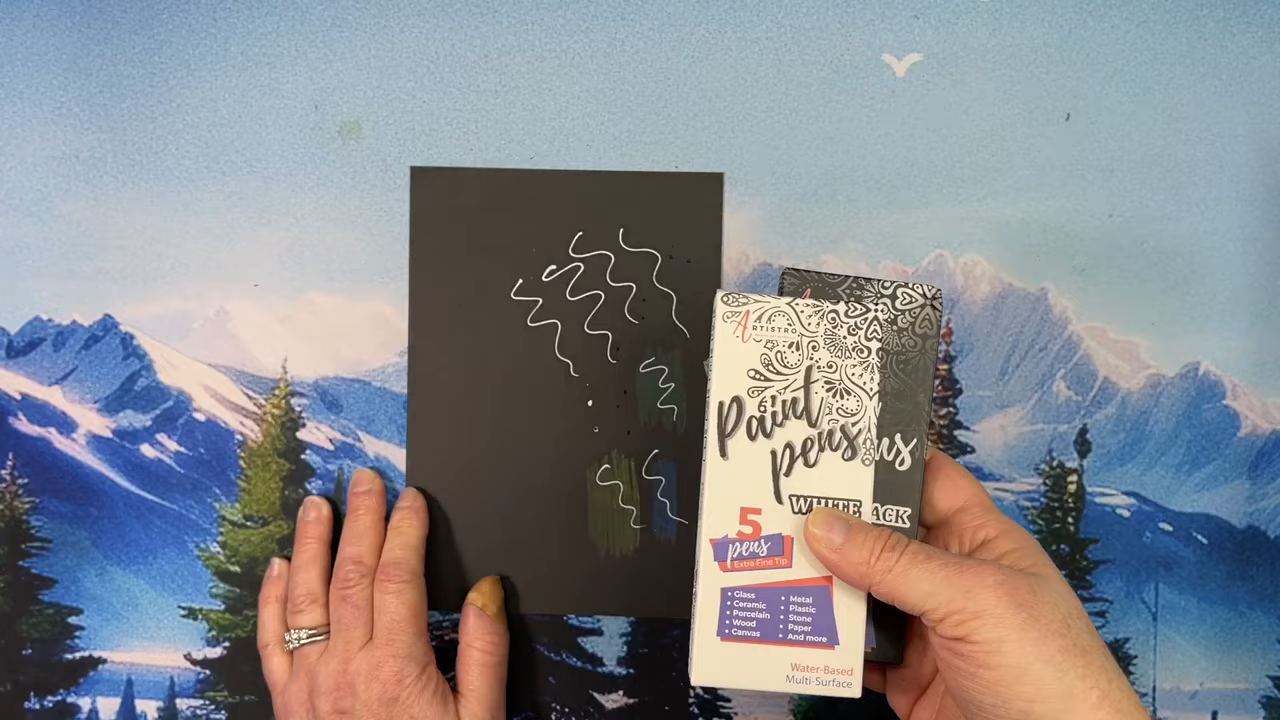 ARTISTRO
Paint
pens
WHITE
5
pens
Extra Fine Tip
• Glass
• Ceramic
• Porcelain
• Wood
• Canvas
• Metal
• Plastic
• Stone
• Paper
• And more
Water-Based
Multi-Surface
ns
ACK